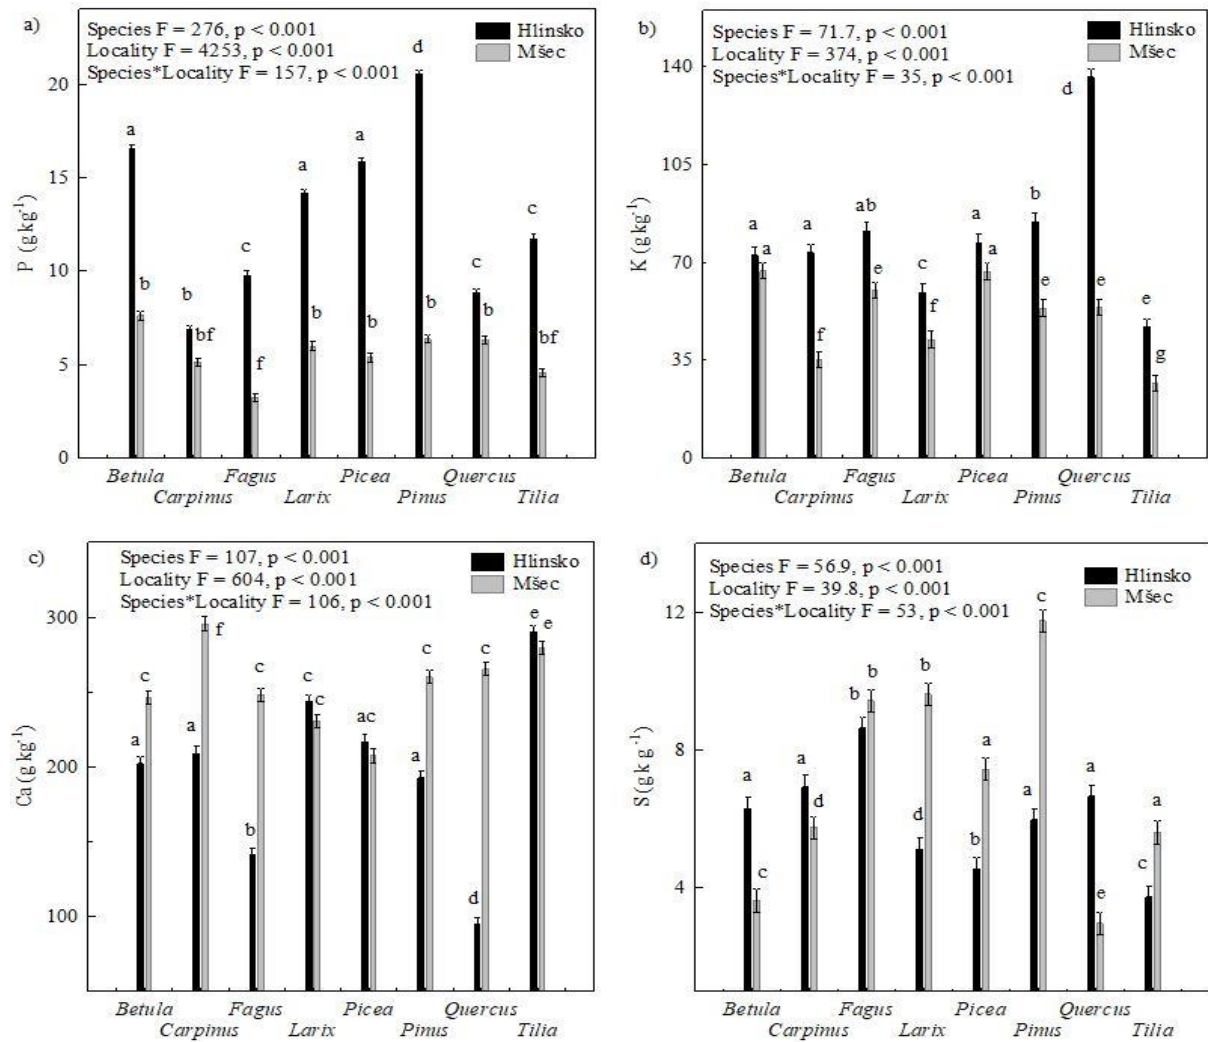 a)
Species F = 276, p < 0.001
Locality F = 4253, p < 0.001
Species*Locality F = 157, p < 0.001
Hlinsko
Mšec
P (gkg-1)
20
15
10
5
0
a b
b bf
c f
a b
a b
d b
c b
c bf
Betula Fagus Picea Quercus
Carpinus Larix Pinus Tilia
b)
Species F = 71.7, p < 0.001
Locality F = 374, p < 0.001
Species*Locality F = 35, p < 0.001
Hlinsko
Mšec
K (gkg-1)
140
105
70
35
0
a a
a f
ab e
c f
a a
b e
d e
e g
Betula Fagus Picea Quercus
Carpinus Larix Pinus Tilia
c)
Species F = 107, p < 0.001
Locality F = 604, p < 0.001
Species*Locality F = 106, p < 0.001
Hlinsko
Mšec
Ca (gkg-1)
300
200
100
a c
a f
b c
c c
ac
a c
d c
e e
Betula Fagus Picea Quercus
Carpinus Larix Pinus Tilia
d)
Species F = 56.9, p < 0.001
Locality F = 39.8, p < 0.001
Species*Locality F = 53, p < 0.001
Hlinsko
Mšec
S (gkg-1)
12
8
4
a c
a d
b b
d b
b a
a c
a e
c a
Betula Fagus Picea Quercus
Carpinus Larix Pinus Tilia